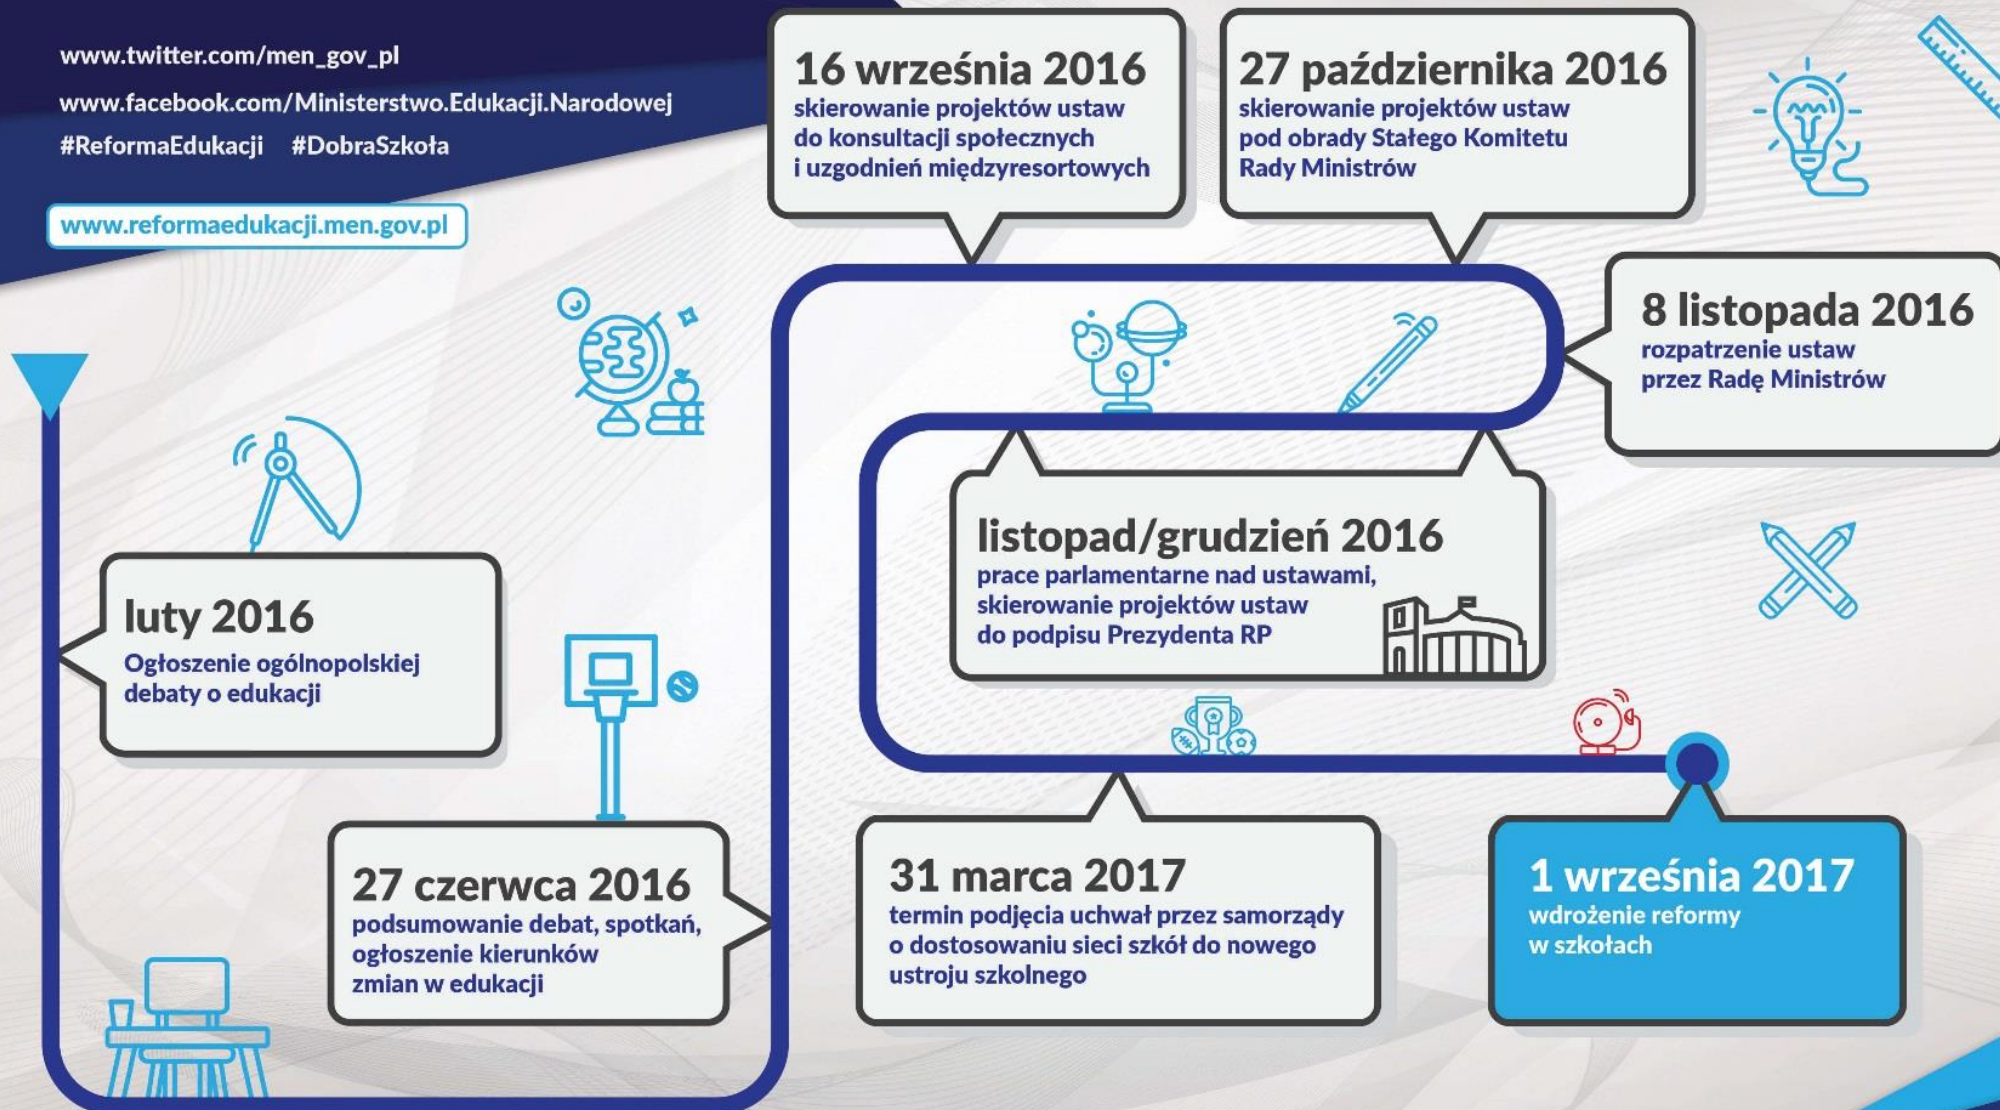 www.twitter.com/men_gov_pl
www.facebook.com/Ministerstwo.Edukacji.Narodowej
#ReformaEdukacji #DobraSzkoła
www.reformaedukacji.men.gov.pl
luty 2016
Ogłoszenie ogólnopolskiej
debaty o edukacji
27 czerwca 2016
podsumowanie debat, spotkań,
ogłoszenie kierunków
zmian w edukacji
16 września 2016
skierowanie projektów ustaw
do konsultacji społecznych
i uzgodnień międzyresortowych
27 października 2016
skierowanie projektów ustaw
pod obrady Stałego Komitetu
Rady Ministrów
8 listopada 2016
rozpatrzenie ustaw
przez Radę Ministrów
listopad/grudzień 2016
prace parlamentarne nad ustawami,
skierowanie projektów ustaw
do podpisu Prezydenta RP
31 marca 2017
termin podjęcia uchwał przez samorządy
o dostosowaniu sieci szkół do nowego
ustroju szkolnego
1 września 2017
wdrożenie reformy
w szkołach